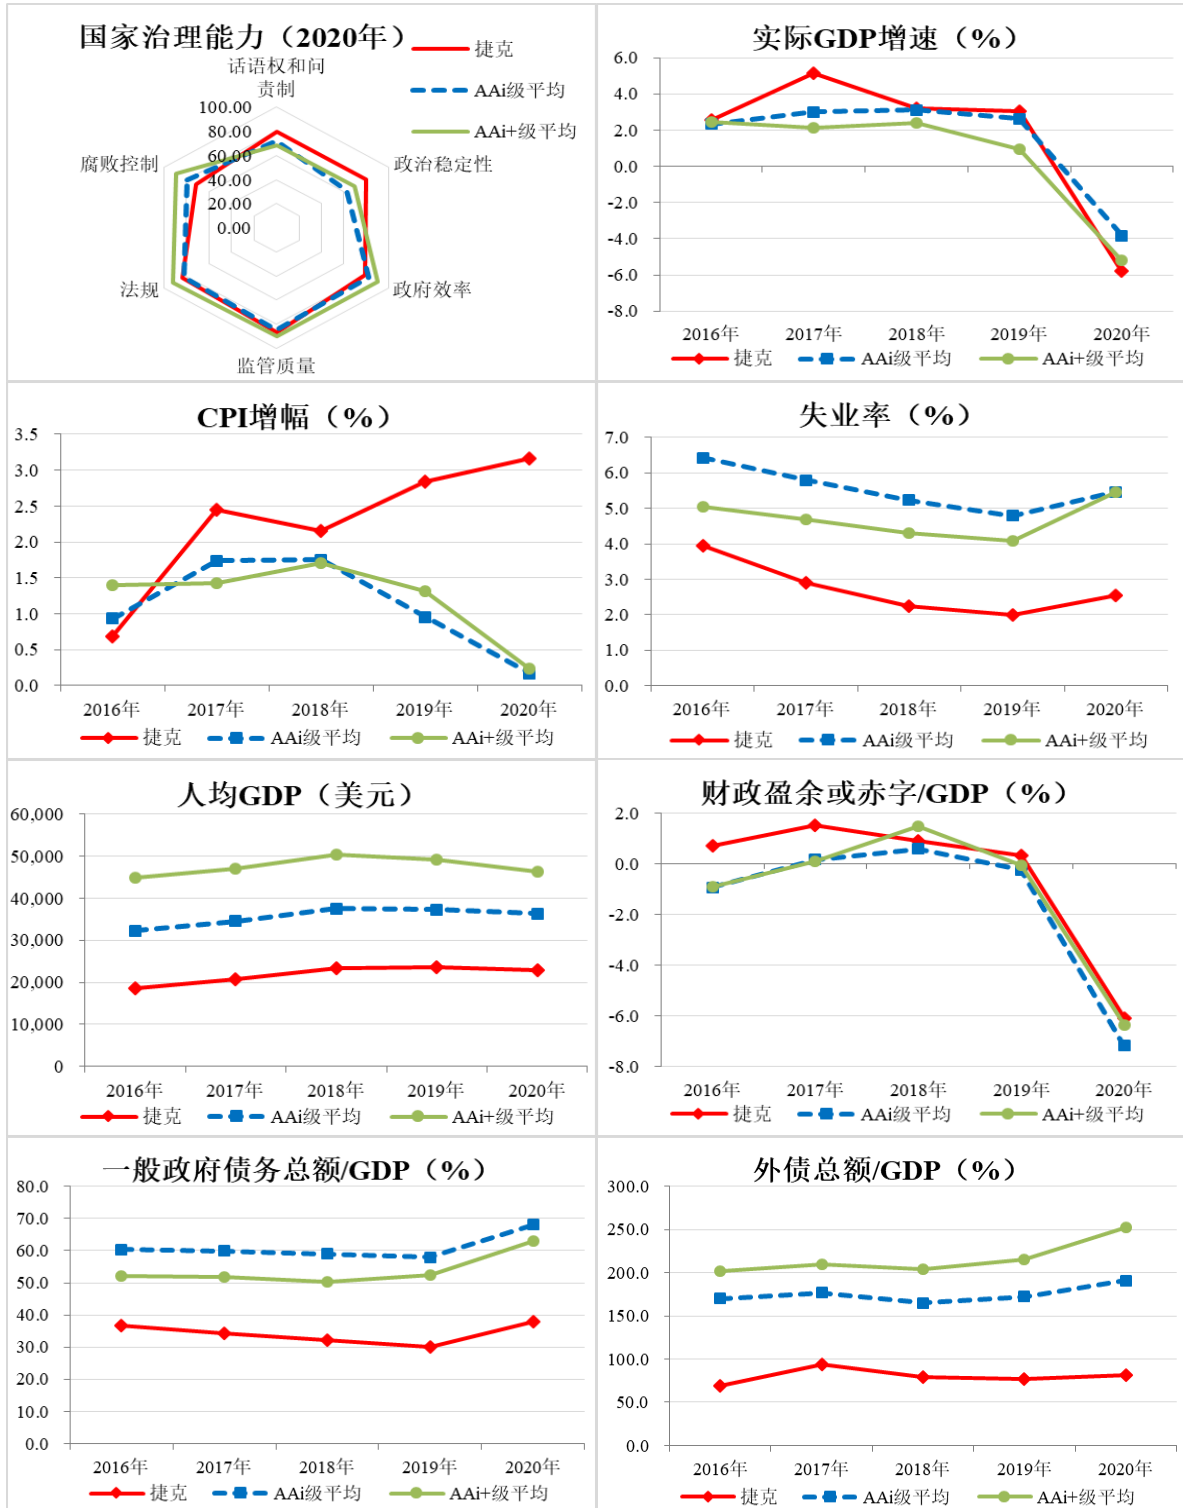 国家治理能力（2020年）
捷克
AAi级平均
AAi+级平均
话语权和问
责制
政治稳定性
政府效率
监管质量
法规
腐败控制
100.00
80.00
60.00
40.00
20.00
0.00
实际GDP增速（%）
6.0
4.0
2.0
0.0
-2.0
-4.0
-6.0
-8.0
2016年 2017年 2018年 2019年 2020年
捷克 AAi级平均 AAi+级平均
CPI增幅（%）
3.5
3.0
2.5
2.0
1.5
1.0
0.5
0.0
2016年 2017年 2018年 2019年 2020年
捷克 AAi级平均 AAi+级平均
失业率（%）
7.0
6.0
5.0
4.0
3.0
2.0
1.0
0.0
2016年 2017年 2018年 2019年 2020年
捷克 AAi级平均 AAi+级平均
人均GDP（美元）
60,000
50,000
40,000
30,000
20,000
10,000
0
2016年 2017年 2018年 2019年 2020年
捷克 AAi级平均 AAi+级平均
财政盈余或赤字/GDP（%）
2.0
0.0
-2.0
-4.0
-6.0
-8.0
2016年 2017年 2018年 2019年 2020年
捷克 AAi级平均 AAi+级平均
一般政府债务总额/GDP（%）
80.0
70.0
60.0
50.0
40.0
30.0
20.0
10.0
0.0
2016年 2017年 2018年 2019年 2020年
捷克 AAi级平均 AAi+级平均
外债总额/GDP（%）
300.0
250.0
200.0
150.0
100.0
50.0
0.0
2016年 2017年 2018年 2019年 2020年
捷克 AAi级平均 AAi+级平均